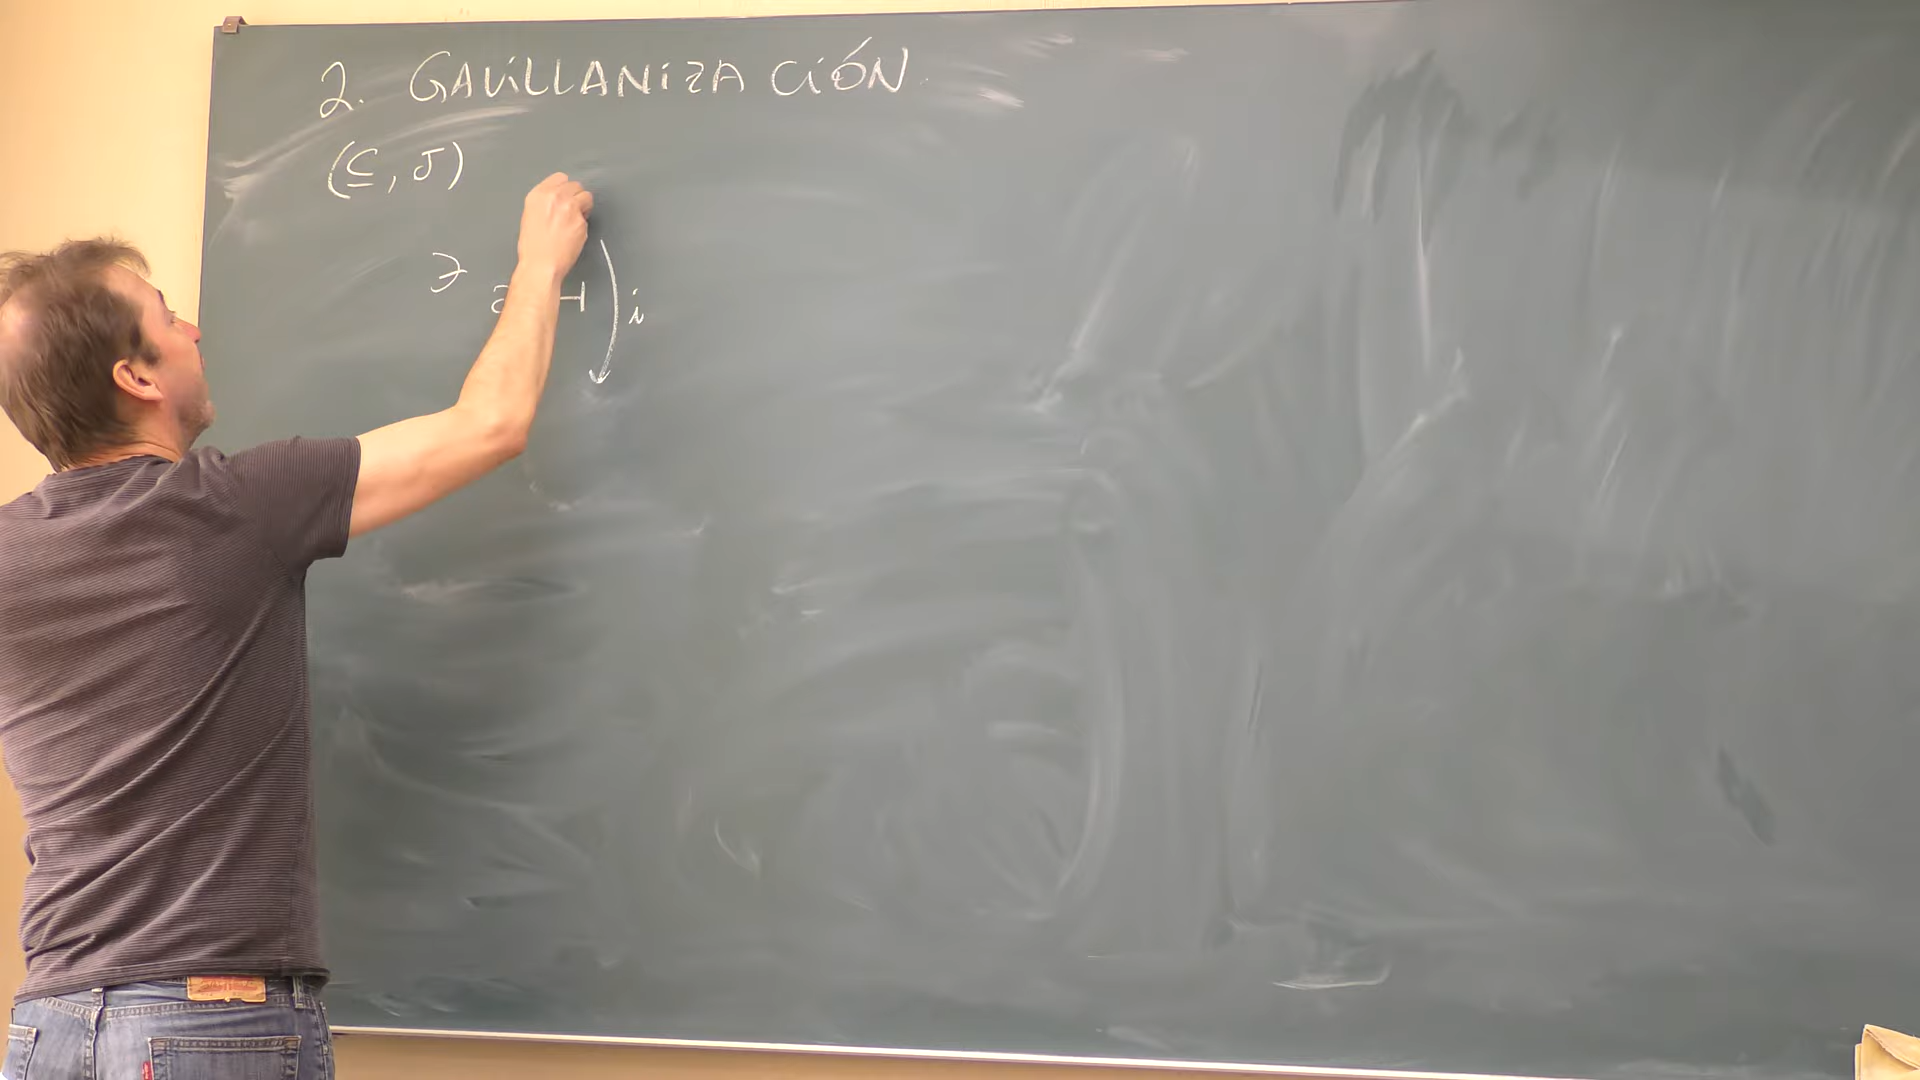 2. GAVILLANIZACIÓN
(C, J)
∃ a ⊣ i